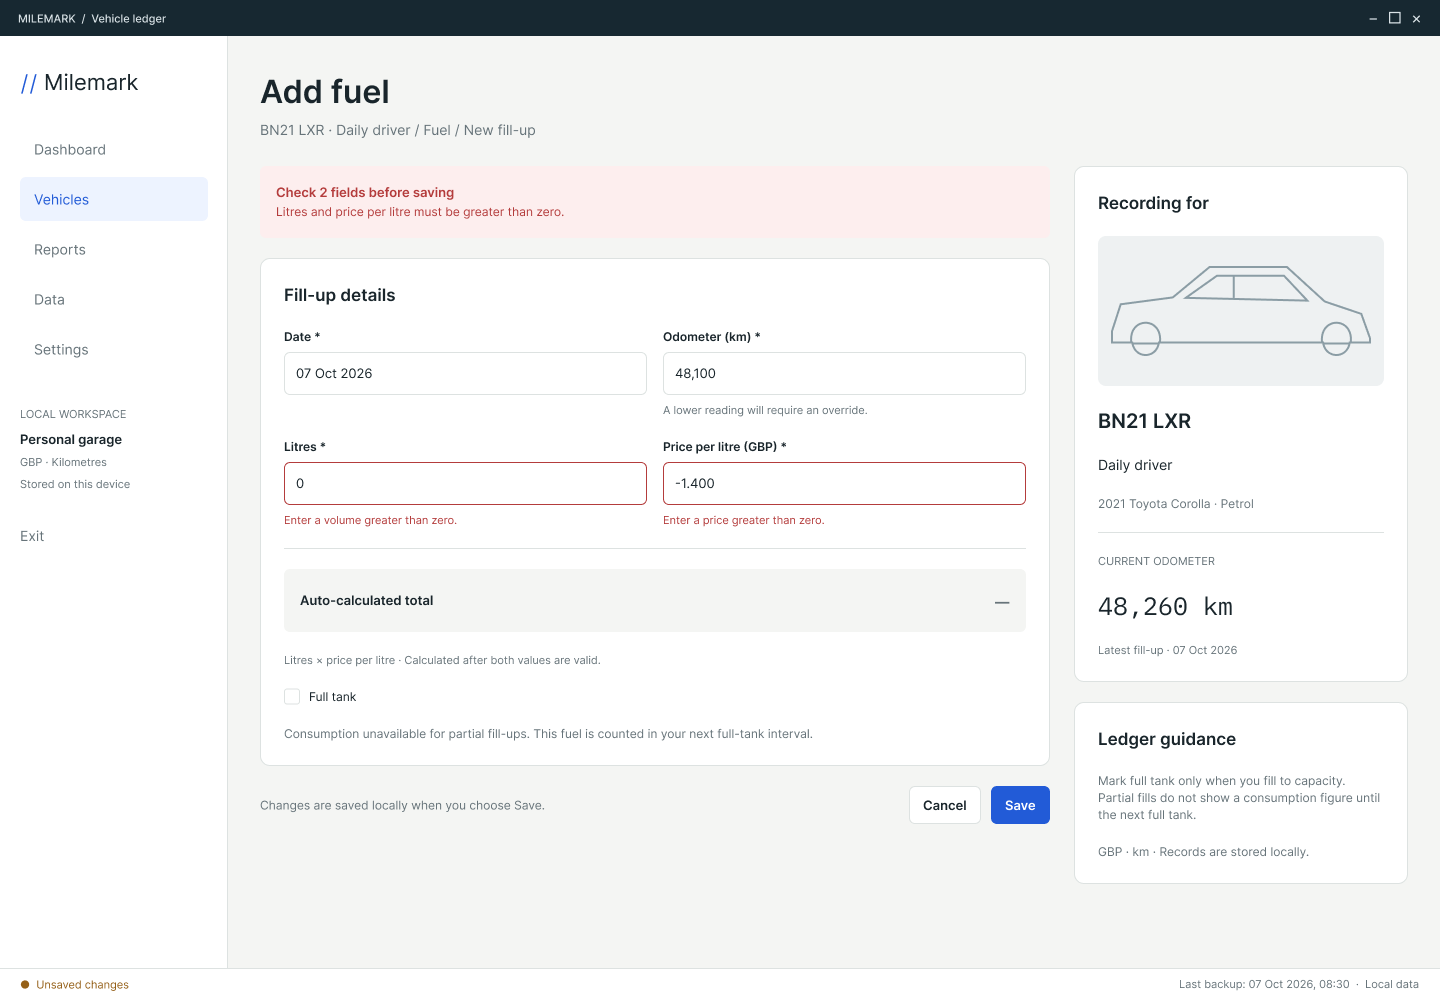 MILEMARK / Vehicle ledger
// Milemark
Dashboard
Vehicles
Reports
Data
Settings
LOCAL WORKSPACE
Personal garage
GBP · Kilometres
Stored on this device
Exit
Add fuel
BN21 LXR · Daily driver / Fuel / New fill-up
Check 2 fields before saving
Litres and price per litre must be greater than zero.
Fill-up details
Date *
07 Oct 2026
Odometer (km) *
48,100
A lower reading will require an override.
Litres *
0
Enter a volume greater than zero.
Price per litre (GBP) *
-1.400
Enter a price greater than zero.
Auto-calculated total —
Litres × price per litre · Calculated after both values are valid.
Full tank
Consumption unavailable for partial fill-ups. This fuel is counted in your next full-tank interval.
Changes are saved locally when you choose Save.
Cancel
Save
Recording for
BN21 LXR
Daily driver
2021 Toyota Corolla · Petrol
CURRENT ODOMETER
48,260 km
Latest fill-up · 07 Oct 2026
Ledger guidance
Mark full tank only when you fill to capacity.
Partial fills do not show a consumption figure until
the next full tank.
GBP · km · Records are stored locally.
Unsaved changes
Last backup: 07 Oct 2026, 08:30 · Local data